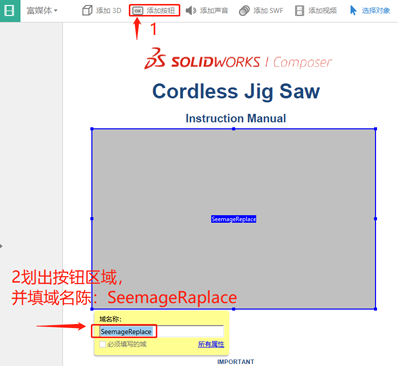 富媒体
添加 3D
OK 添加按钮
添加声音
添加 SWF
添加视频
选择对象
1
3S SOLIDWORKS | Composer
Cordless Jig Saw
Instruction Manual
SeemageReplace
2划出按钮区域，
并填域名陈：SeemageRaplace
域名称：
SeemageReplace
必须填写的域
所有属性
IMPORTANT